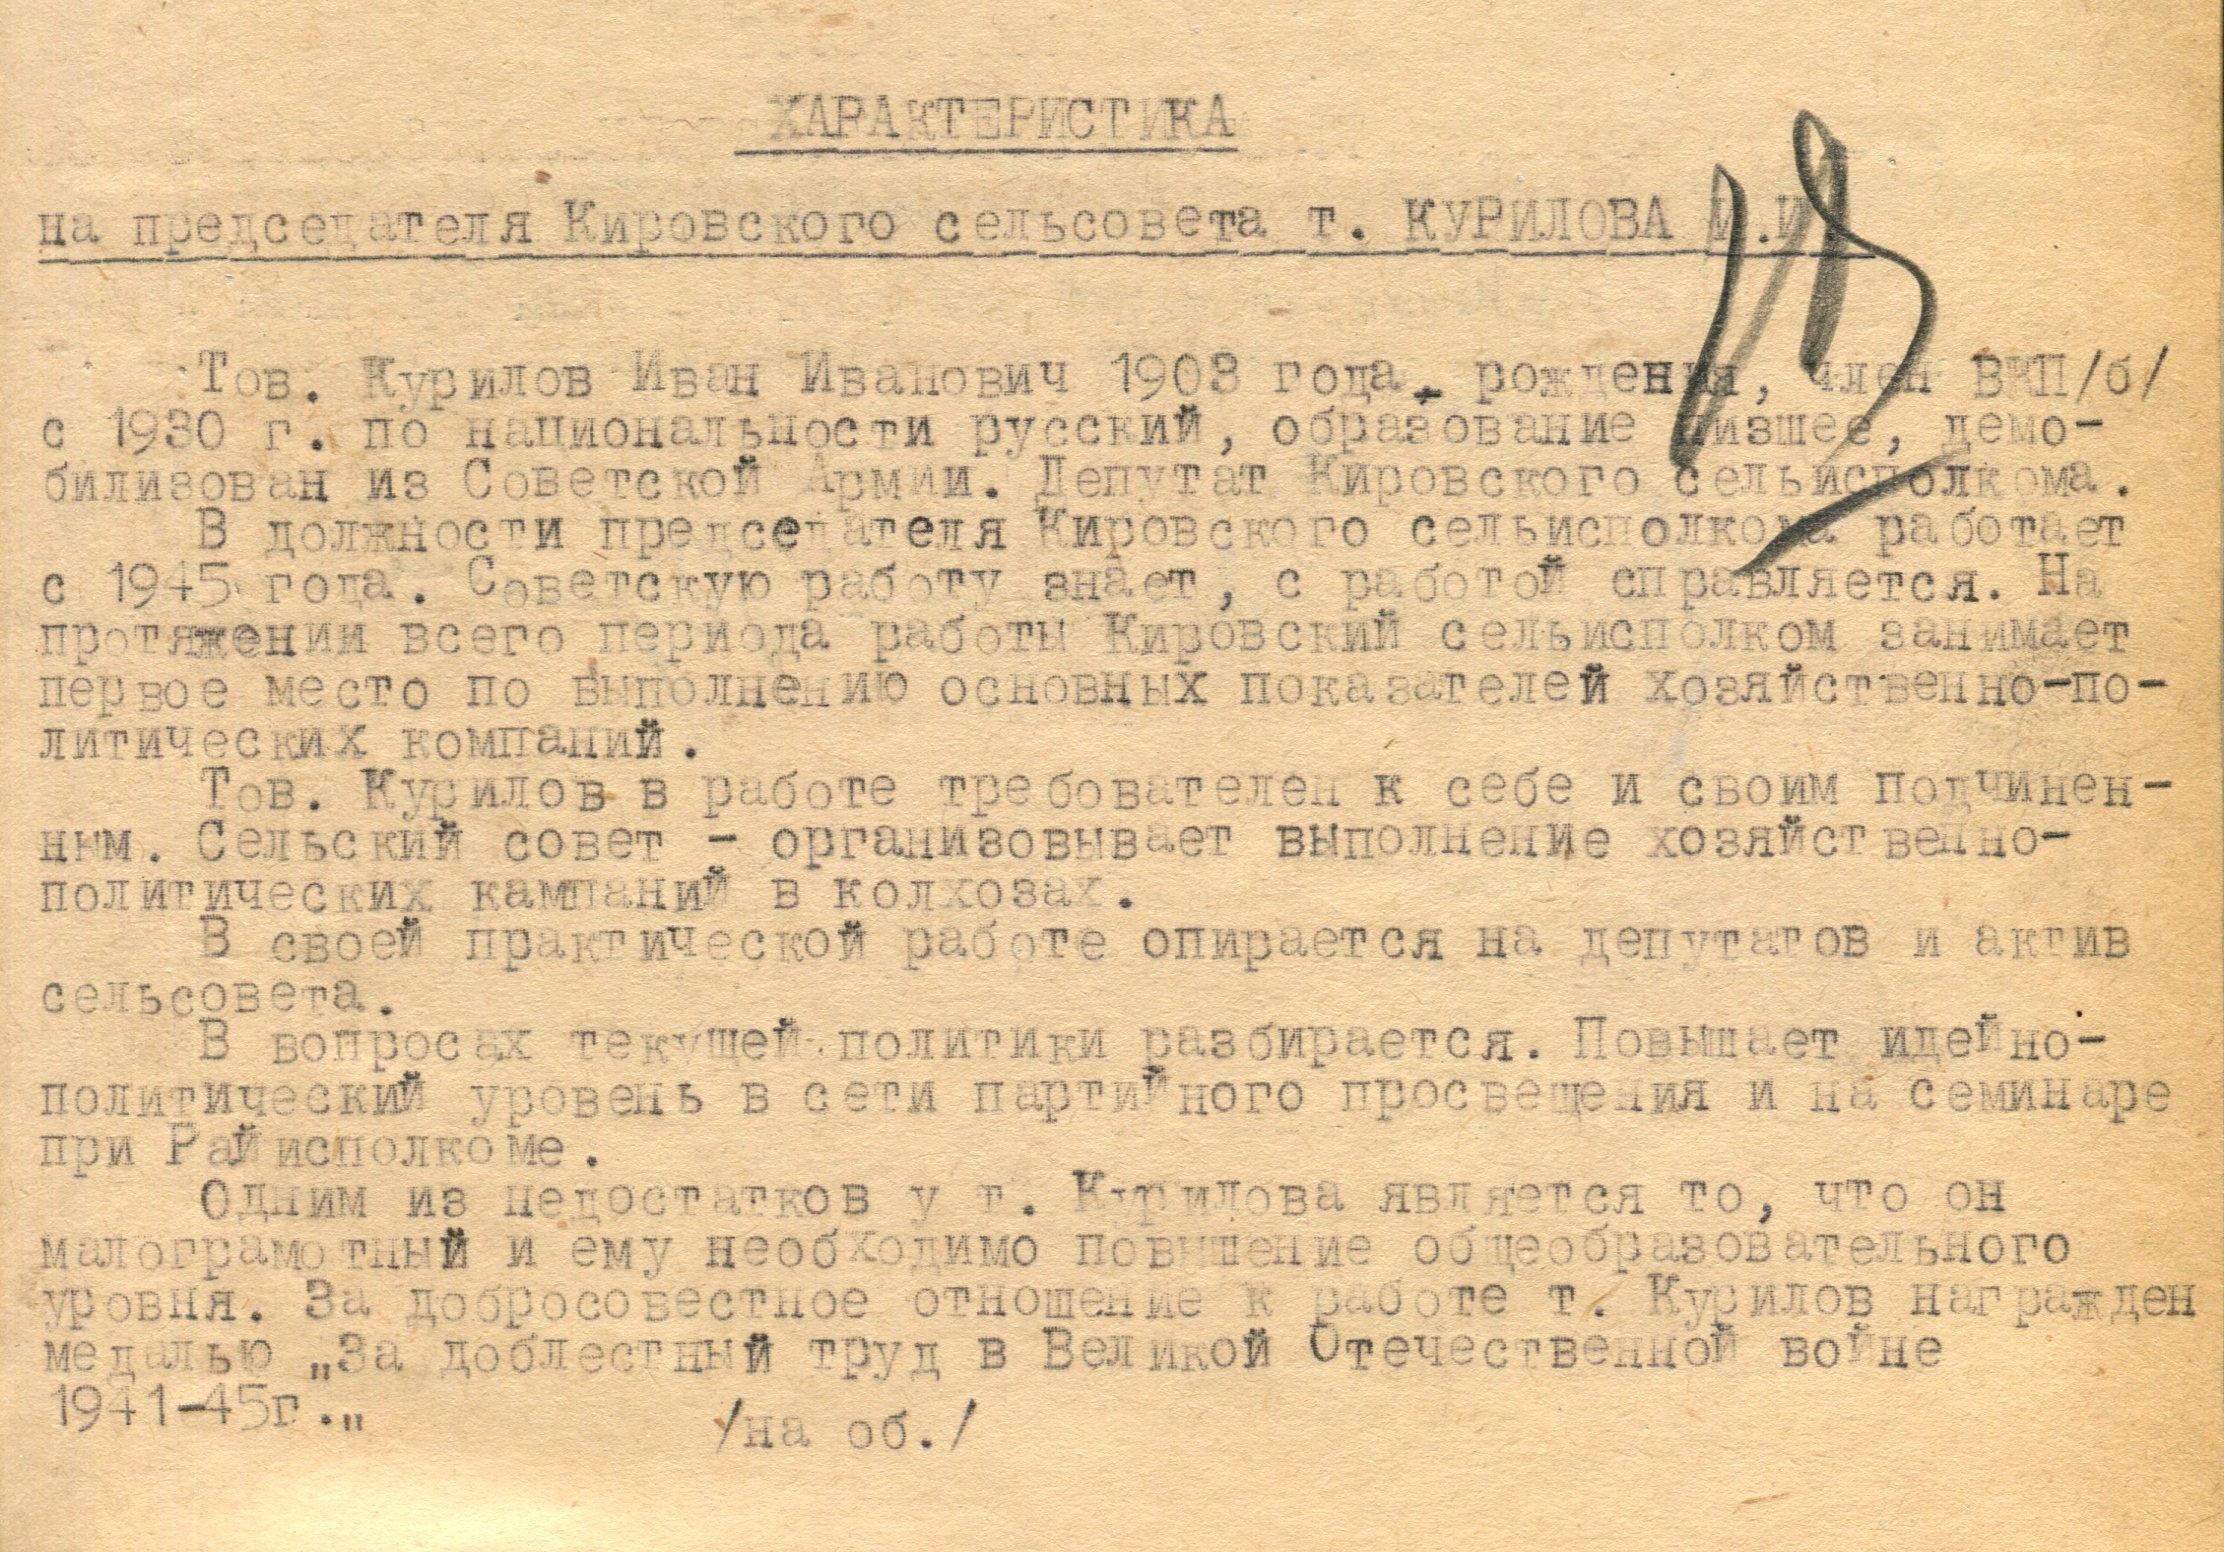 ХАРАКТЕРИСТИКА
на председателя Кировского сельсовета т. КУРИЛОВА И.И
Тов. Курилов Иван Иванович 1903 года, рождения, член ВКП/б/
с 1930 г. по национальности русский, образование низшее, демо-
билизован из Советской Армии. Депутат Кировского сельисполкома.
В должности председателя Кировского сельисполкома работает
с 1945 года. Советскую работу знает, с работой справляется. На
протяжении всего периода работы Кировский сельисполком занимает
первое место по выполнению основных показателей хозяйственно-по-
литических компаний.
Тов. Курилов в работе требователен к себе и своим подчинен-
ным. Сельский совет - организовывает выполнение хозяйственно-
политических кампаний в колхозах.
В своей практической работе опирается на депутатов и актив
сельсовета.
В вопросах текущей политики разбирается. Повышает идейно-
политический уровень в сети партийного просвещения и на семинаре
при Райисполкоме.
Одним из недостатков у т. Курилова является то, что он
малограмотный и ему необходимо повышение общеобразовательного
уровня. За добросовестное отношение к работе т. Курилов награжден
медалью „За доблестный труд в Великой Отечественной войне
1941-45г.„
/на об./